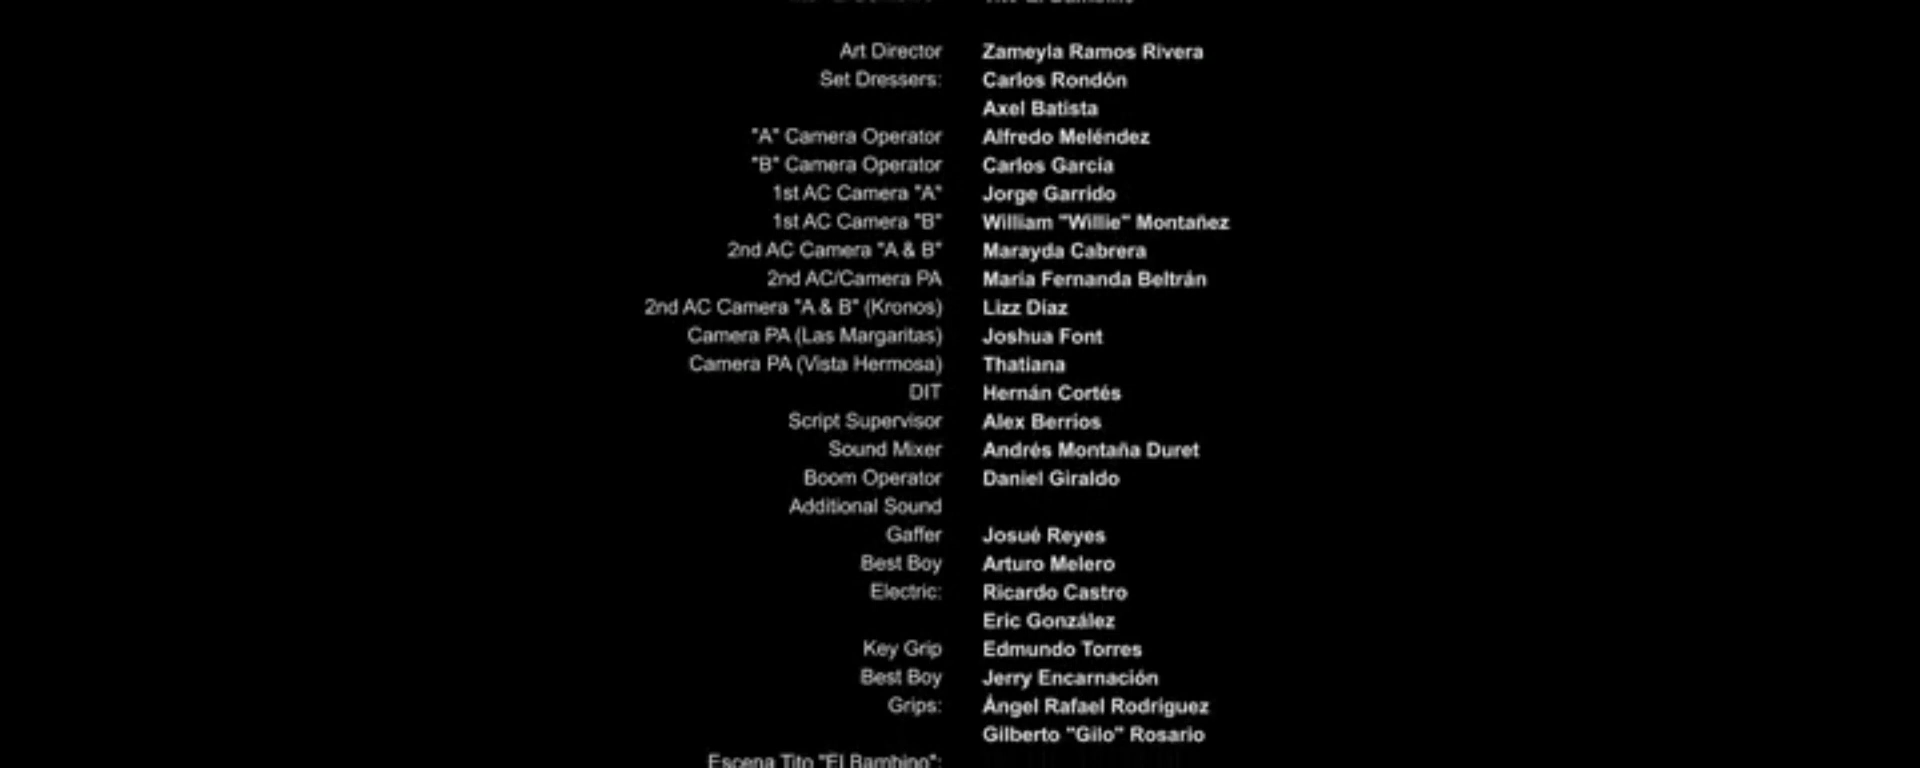 Art Director Zameyla Ramos Rivera
Set Dressers: Carlos Rondón
Axel Batista
"A" Camera Operator Alfredo Meléndez
"B" Camera Operator Carlos García
1st AC Camera "A" Jorge Garrido
1st AC Camera "B" William "Willie" Montañez
2nd AC Camera "A & B" Marayda Cabrera
2nd AC/Camera PA María Fernanda Beltrán
2nd AC Camera "A & B" (Kronos) Lizz Díaz
Camera PA (Las Margaritas) Joshua Font
Camera PA (Vista Hermosa) Thatiana
DIT Hernán Cortés
Script Supervisor Alex Berrios
Sound Mixer Andrés Montaña Duret
Boom Operator Daniel Giraldo
Additional Sound
Gaffer Josué Reyes
Best Boy Arturo Melero
Electric: Ricardo Castro
Eric González
Key Grip Edmundo Torres
Best Boy Jerry Encarnación
Grips: Ángel Rafael Rodríguez
Gilberto "Gilo" Rosario
Escena Tito "El Bambino":